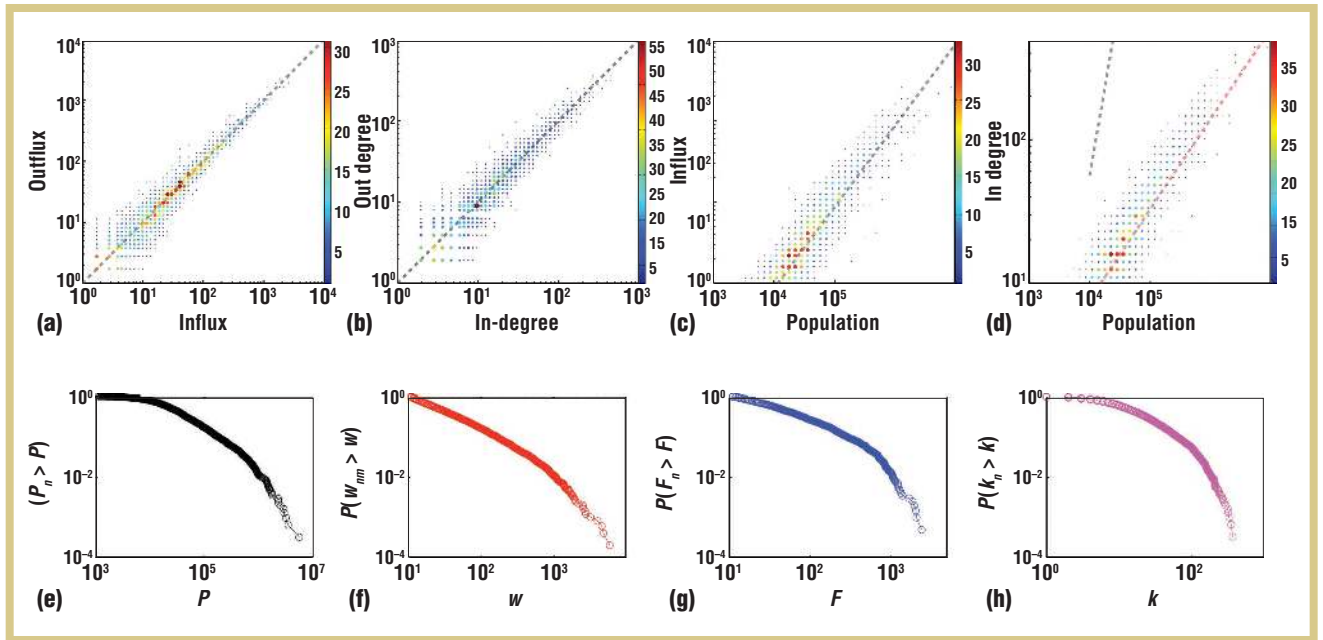 10⁴ 10³ 10² 10¹ 10⁰
Outflux
10⁰ 10¹ 10² 10³ 10⁴
30 25 20 15 10 5
(a) Influx
10³ 10² 10¹ 10⁰
Out degree
10⁰ 10¹ 10² 10³
55 50 45 40 35 30 25 20 15 10 5
(b) In-degree
10⁴ 10³ 10² 10¹ 10⁰
Influx
10³ 10⁴ 10⁵
30 25 20 15 10 5
(c) Population
10² 10¹
In degree
10³ 10⁴ 10⁵
35 30 25 20 15 10 5
(d) Population
10⁰ 10⁻² 10⁻⁴
(Pₙ > P)
10³ 10⁵ 10⁷
(e) P
10⁰ 10⁻² 10⁻⁴
P(wₙₘ > w)
10¹ 10² 10³
(f) w
10⁰ 10⁻² 10⁻⁴
P(Fₙ > F)
10¹ 10² 10³
(g) F
10⁰ 10⁻² 10⁻⁴
P(kₙ > k)
10⁰ 10²
(h) k